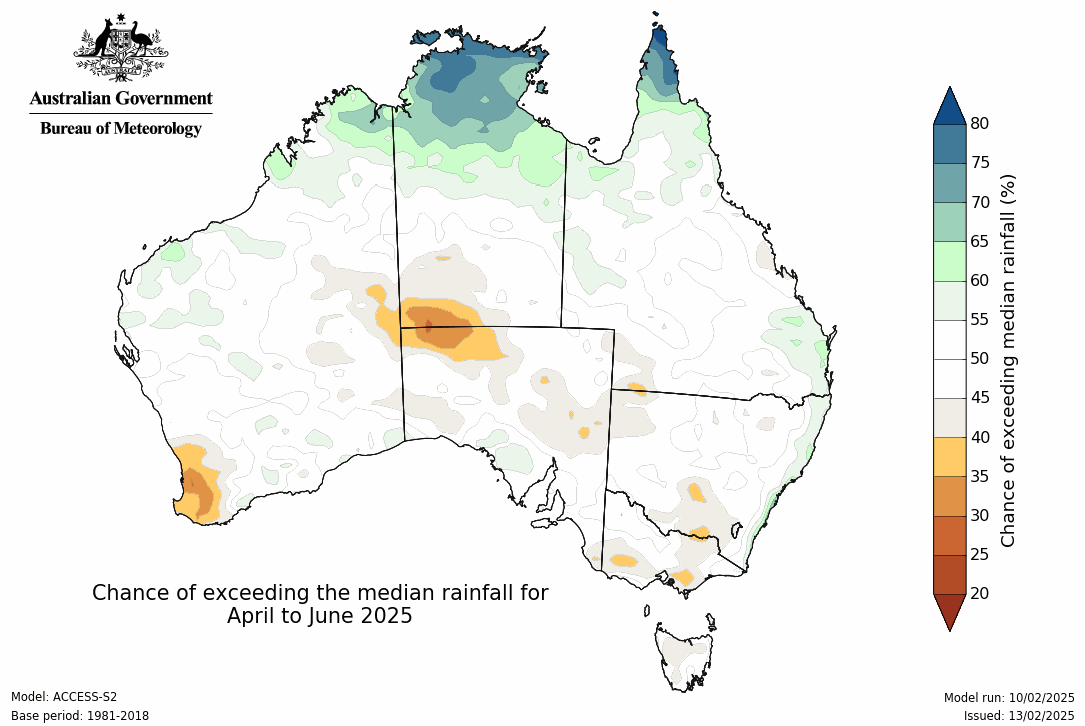 Australian Government
Bureau of Meteorology
80
75
70
65
60
55
50
45
40
35
30
25
20
Chance of exceeding median rainfall (%)
Chance of exceeding the median rainfall for
April to June 2025
Model: ACCESS-S2
Base period: 1981-2018
Model run: 10/02/2025
Issued: 13/02/2025